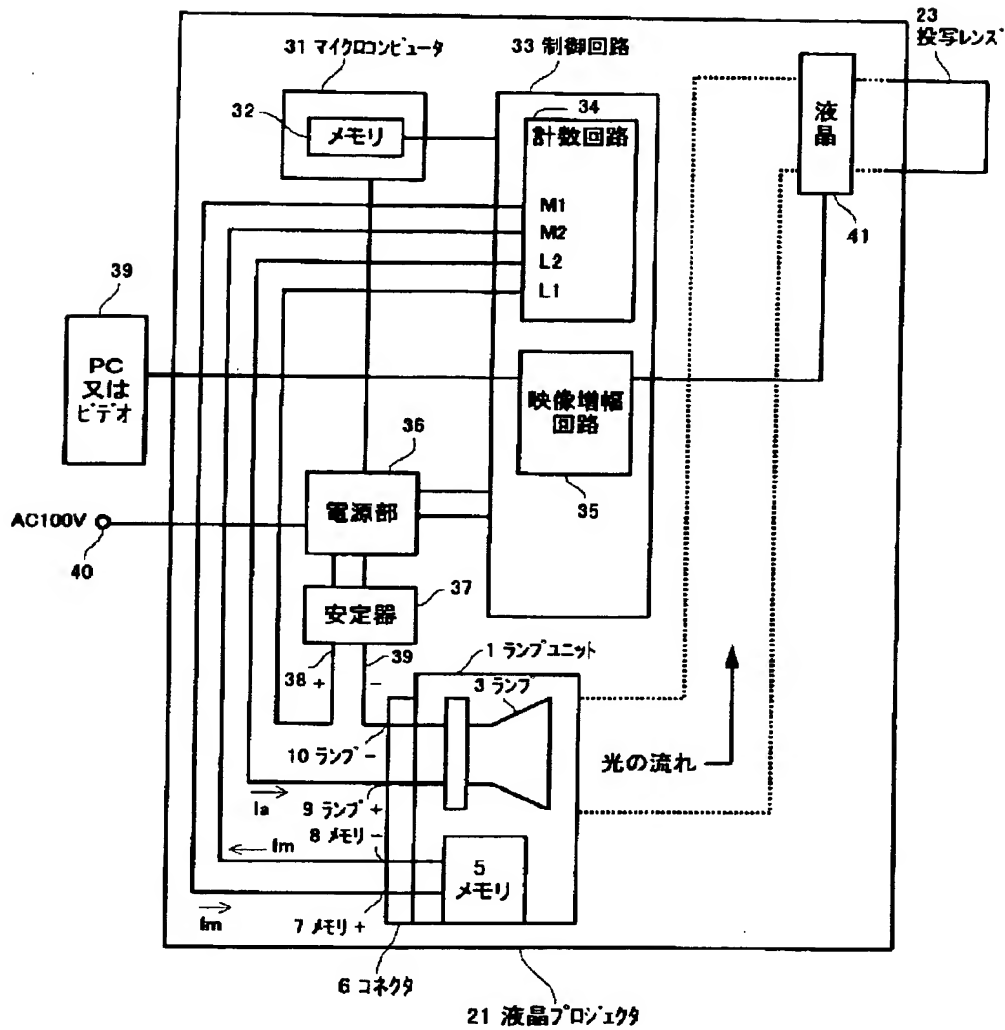 23
投写レンズ
31 マイクロコンピュータ
33 制御回路
32
メモリ
34
計数回路
液晶
M1
M2
L2
L1
41
39
PC
又は
ビデオ
映像増幅
回路
35
36
電源部
AC100V
40
安定器
37
38
+
39
-
1 ランプユニット
3 ランプ
10 ランプ -
9 ランプ +
8 メモリ -
7 メモリ +
Ia
Im
Im
5
メモリ
光の流れ
6 コネクタ
21 液晶プロジェクタ